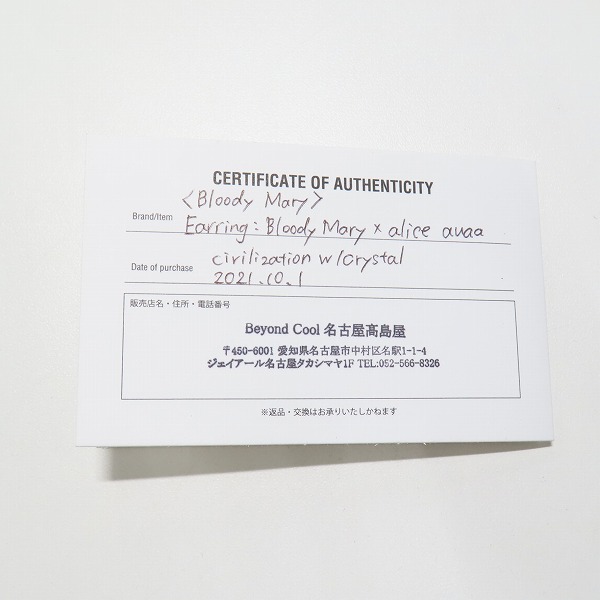 CERTIFICATE OF AUTHENTICITY
<Bloody Mary>
Brand/Item Earring: Bloody Mary × alice auaa
civilization w/crystal
Date of purchase 2021.10.1
販売店名・住所・電話番号
Beyond Cool 名古屋髙島屋
〒450-6001 愛知県名古屋市中村区名駅1-1-4
ジェイアール名古屋タカシマヤ1F TEL:052-566-8326
※返品・交換はお承りいたしかねます